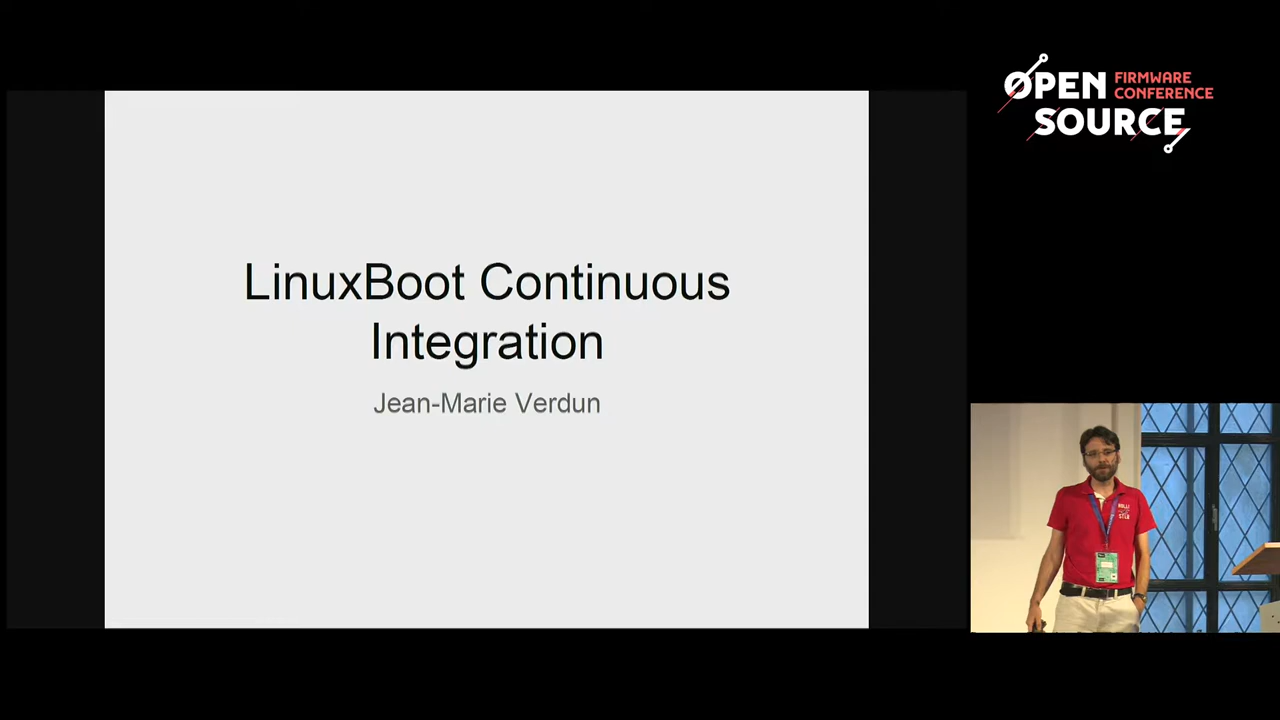 OPEN FIRMWARE
CONFERENCE
SOURCE
LinuxBoot Continuous
Integration
Jean-Marie Verdun